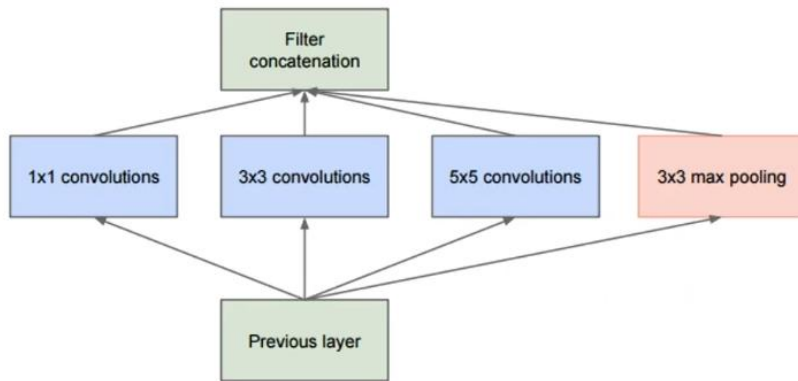 Filter
concatenation
1x1 convolutions
3x3 convolutions
5x5 convolutions
3x3 max pooling
Previous layer